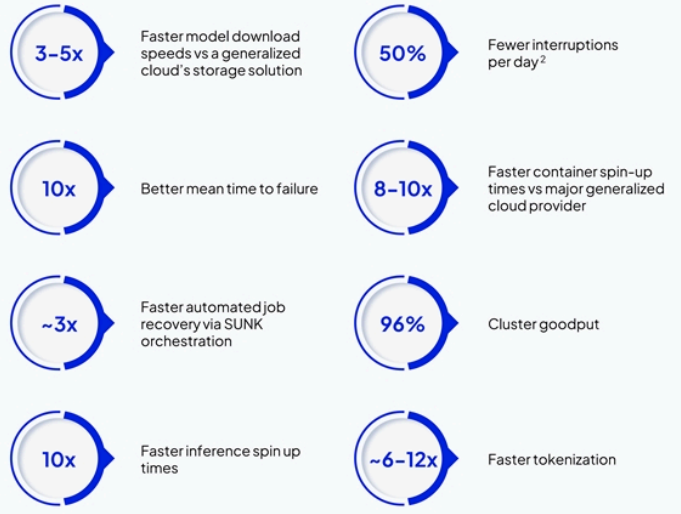 3-5x
Faster model download
speeds vs a generalized
cloud's storage solution
50%
Fewer interruptions
per day²
10x
Better mean time to failure
8-10x
Faster container spin-up
times vs major generalized
cloud provider
~3x
Faster automated job
recovery via SUNK
orchestration
96%
Cluster goodput
10x
Faster inference spin up
times
~6-12x
Faster tokenization